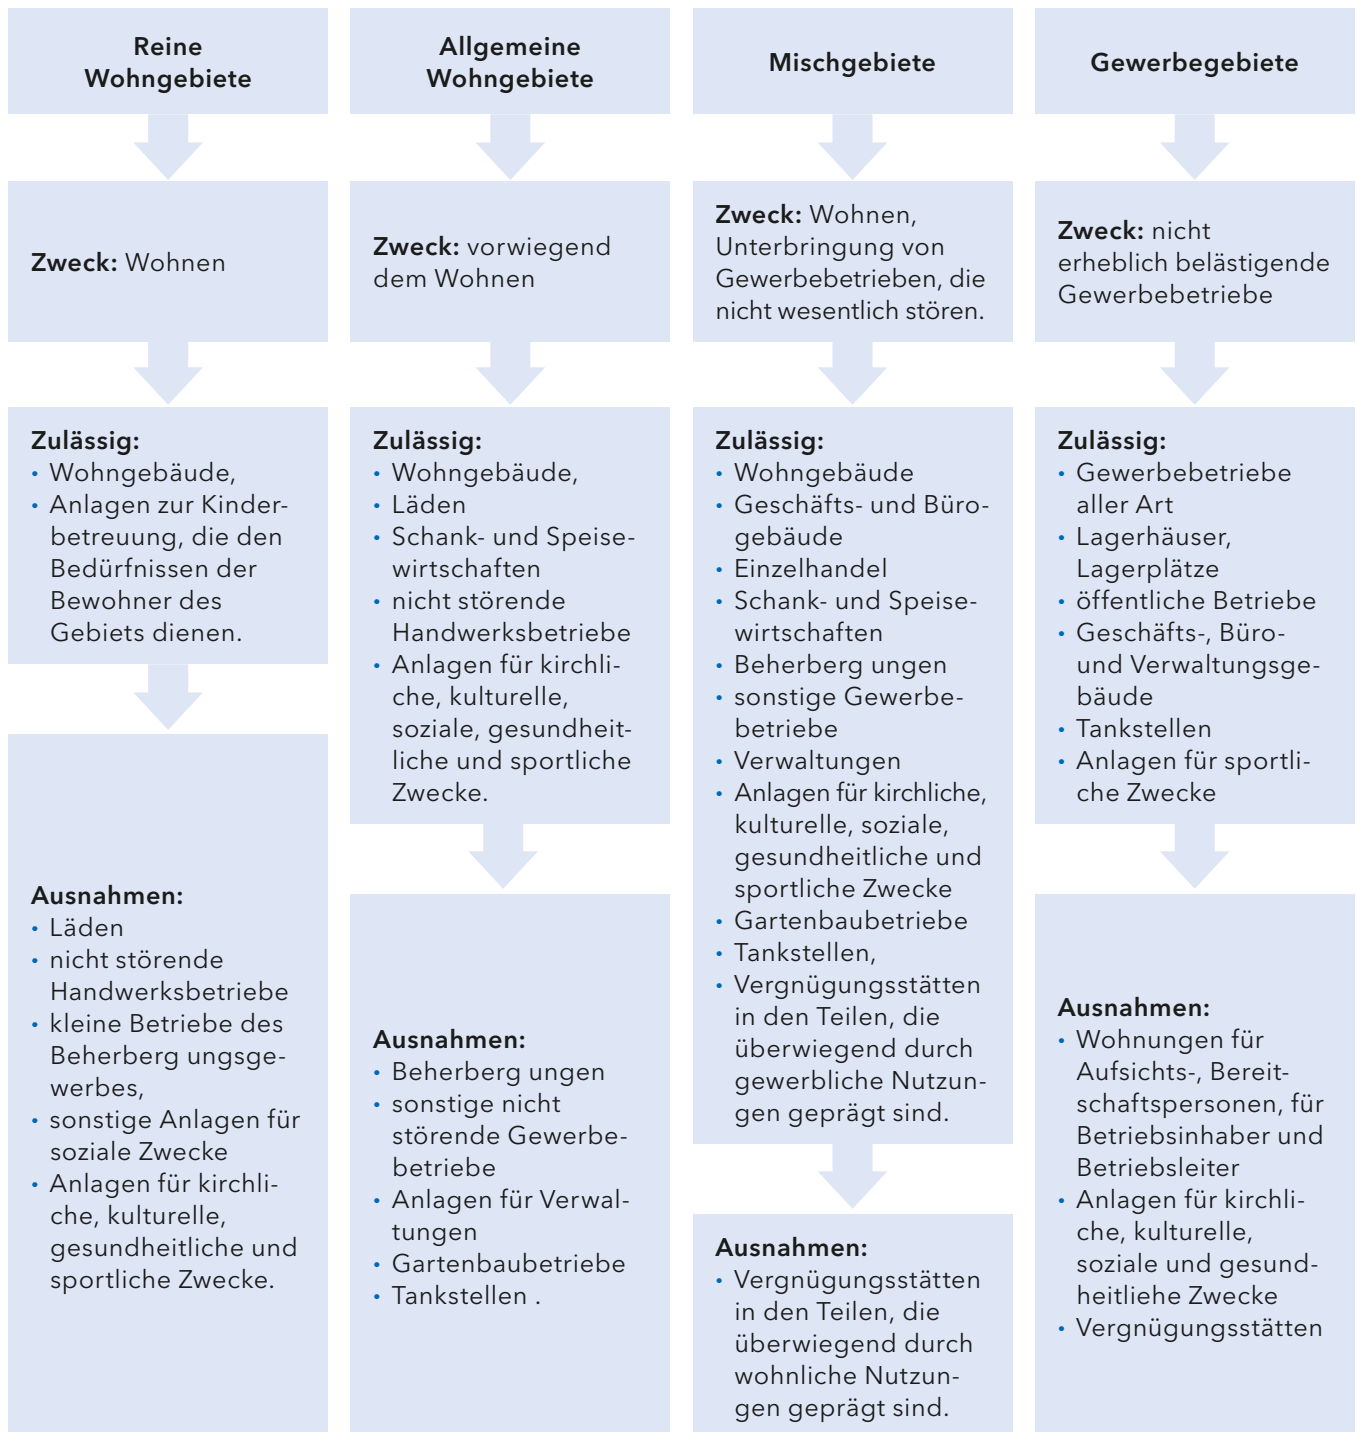 Reine
Wohngebiete
Zweck: Wohnen
Zulässig:
• Wohngebäude,
• Anlagen zur Kinder-
betreuung, die den
Bedürfnissen der
Bewohner des
Gebiets dienen.
Ausnahmen:
• Läden
• nicht störende
Handwerksbetriebe
• kleine Betriebe des
Beherberg ungsge-
werbes,
• sonstige Anlagen für
soziale Zwecke
• Anlagen für kirchli-
che, kulturelle,
gesundheitliche und
sportliche Zwecke.
Allgemeine
Wohngebiete
Zweck: vorwiegend
dem Wohnen
Zulässig:
• Wohngebäude,
• Läden
• Schank- und Speise-
wirtschaften
• nicht störende
Handwerksbetriebe
• Anlagen für kirchli-
che, kulturelle,
soziale, gesundheit-
liche und sportliche
Zwecke.
Ausnahmen:
• Beherberg ungen
• sonstige nicht
störende Gewerbe-
betriebe
• Anlagen für Verwal-
tungen
• Gartenbaubetriebe
• Tankstellen .
Mischgebiete
Zweck: Wohnen,
Unterbringung von
Gewerbebetrieben, die
nicht wesentlich stören.
Zulässig:
• Wohngebäude
• Geschäfts- und Büro-
gebäude
• Einzelhandel
• Schank- und Speise-
wirtschaften
• Beherberg ungen
• sonstige Gewerbe-
betriebe
• Verwaltungen
• Anlagen für kirchliche,
kulturelle, soziale,
gesundheitliche und
sportliche Zwecke
• Gartenbaubetriebe
• Tankstellen,
• Vergnügungsstätten
in den Teilen, die
überwiegend durch
gewerbliche Nutzun-
gen geprägt sind.
Ausnahmen:
• Vergnügungsstätten
in den Teilen, die
überwiegend durch
wohnliche Nutzun-
gen geprägt sind.
Gewerbegebiete
Zweck: nicht
erheblich belästigende
Gewerbebetriebe
Zulässig:
• Gewerbebetriebe
aller Art
• Lagerhäuser,
Lagerplätze
• öffentliche Betriebe
• Geschäfts-, Büro-
und Verwaltungsge-
bäude
• Tankstellen
• Anlagen für sportli-
che Zwecke
Ausnahmen:
• Wohnungen für
Aufsichts-, Bereit-
schaftspersonen, für
Betriebsinhaber und
Betriebsleiter
• Anlagen für kirchli-
che, kulturelle,
soziale und gesund-
heitliehe Zwecke
• Vergnügungsstätten